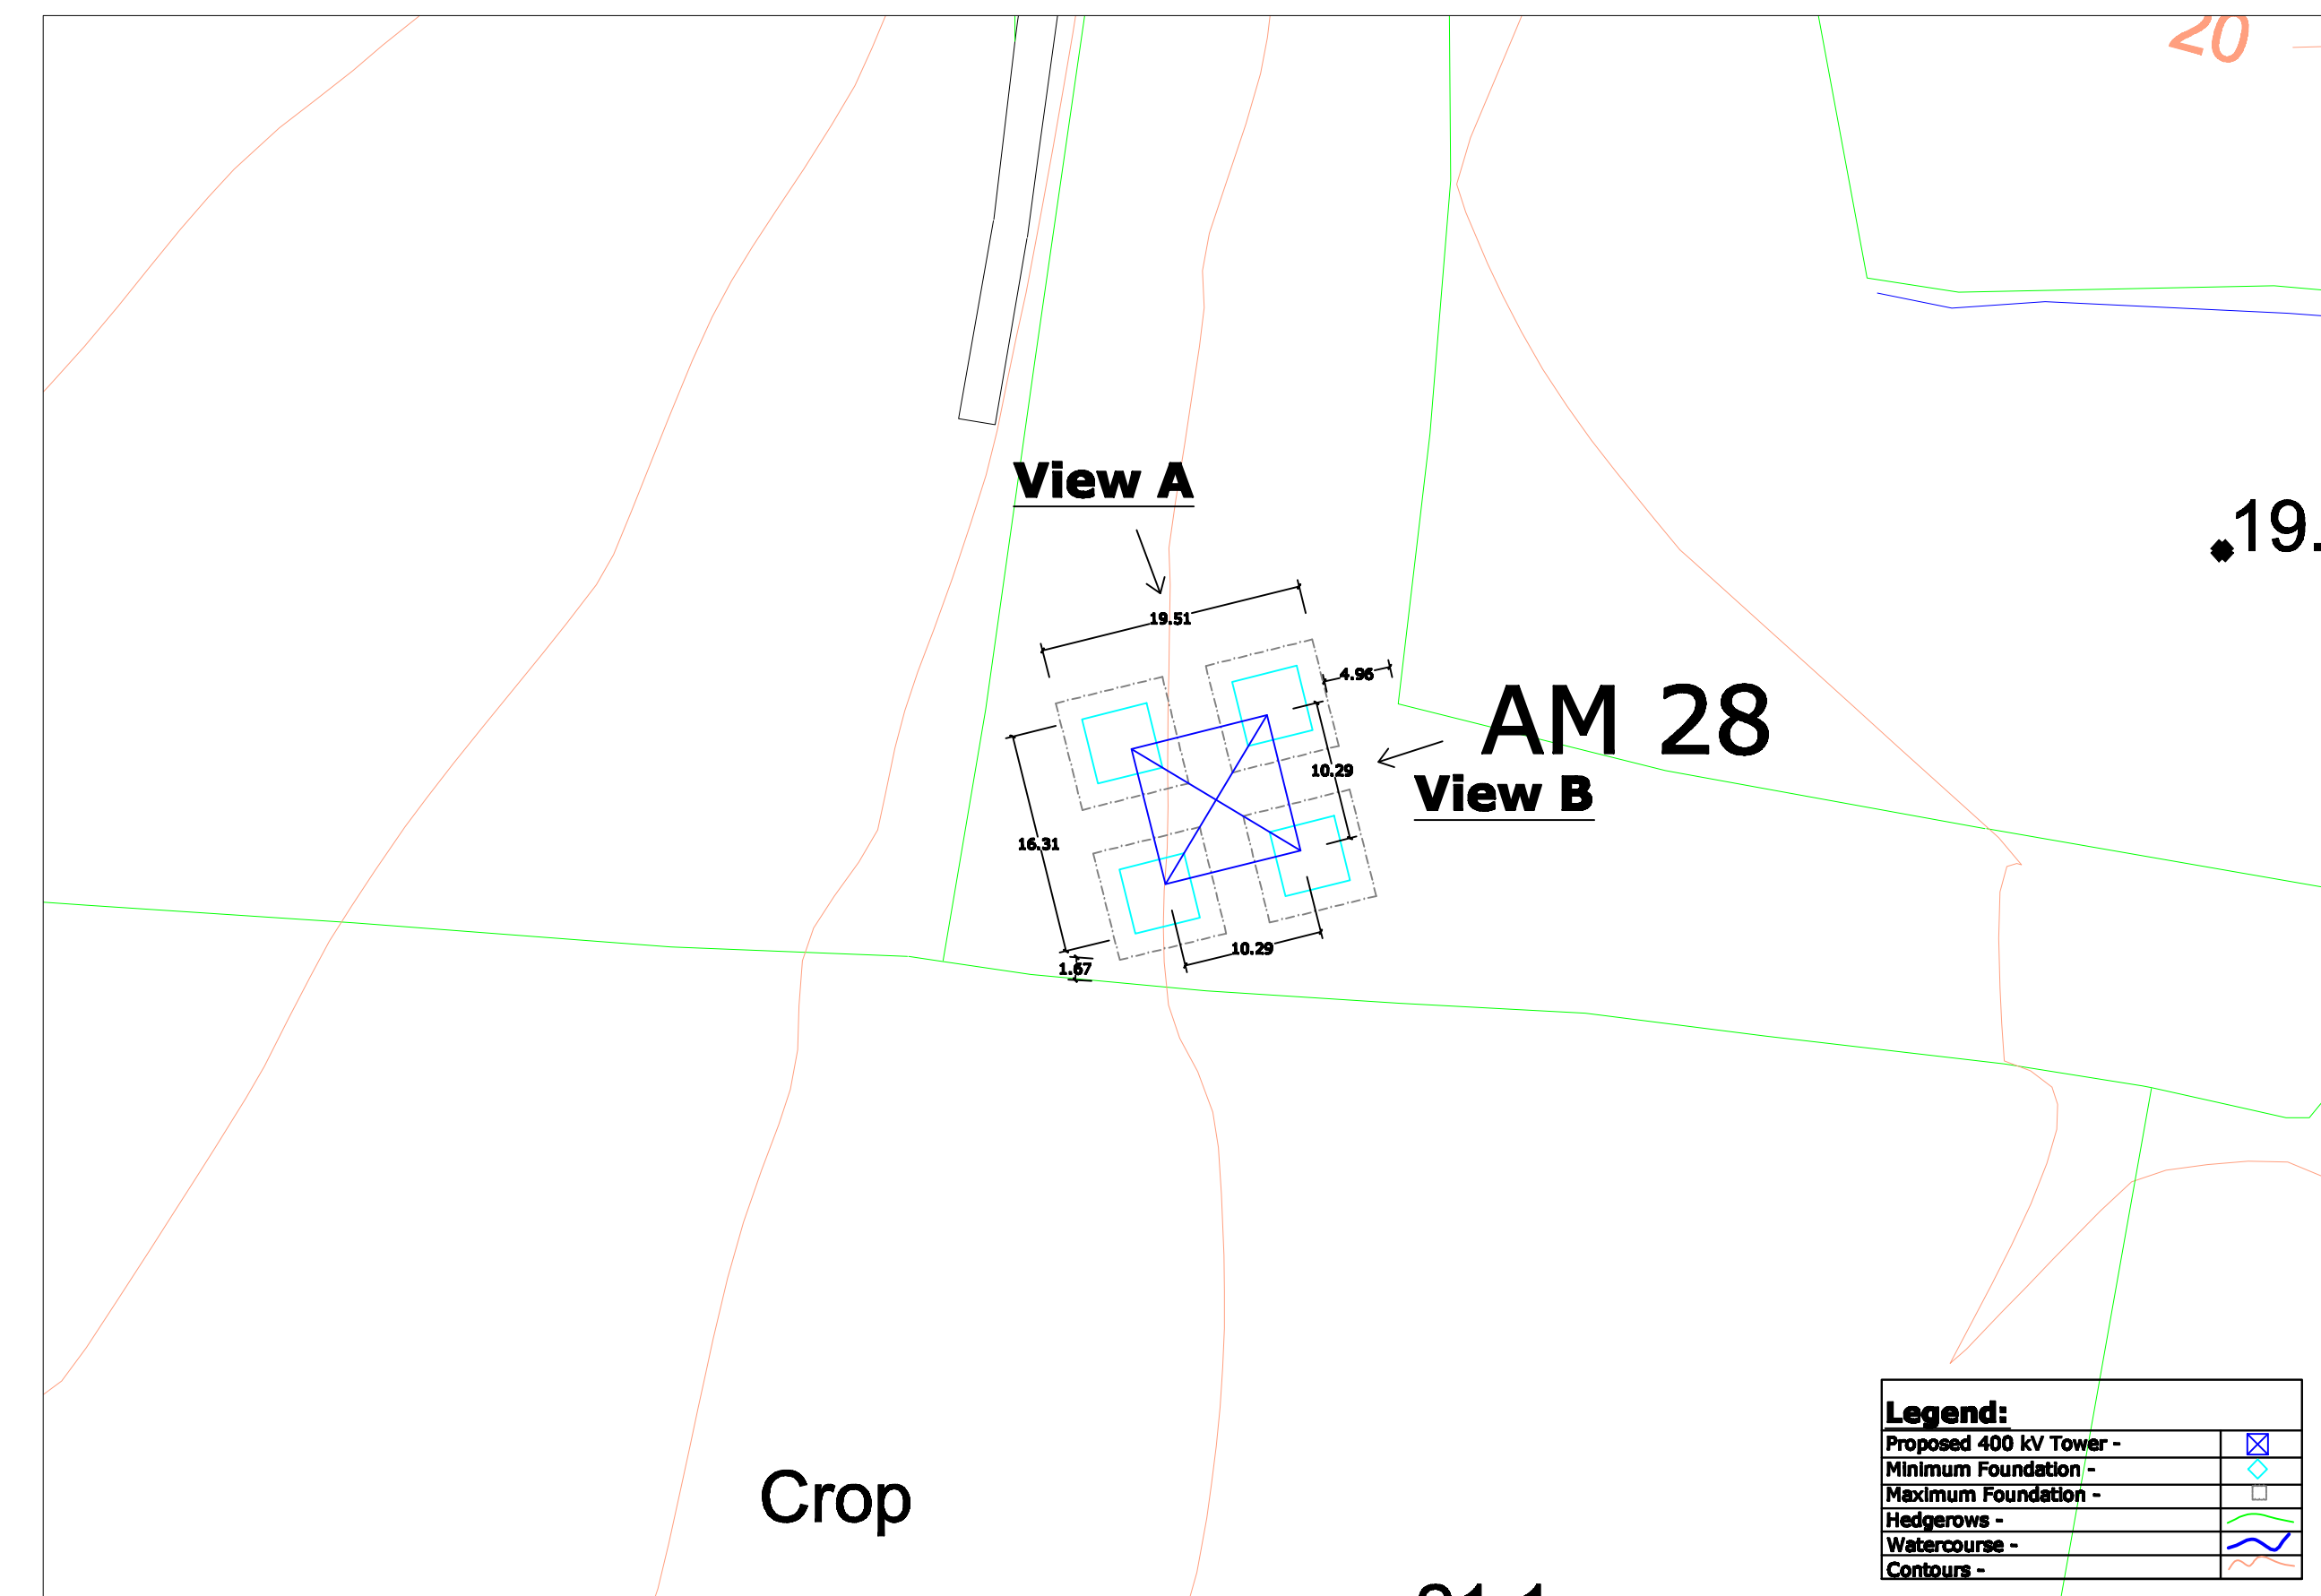 20
View A
19.
19.51
4.96
AM 28
10.29
View B
16.31
10.29
1.67
Legend:
Proposed 400 kV Tower -
Minimum Foundation -
Maximum Foundation -
Hedgerows -
Watercourse -
Contours -
Crop